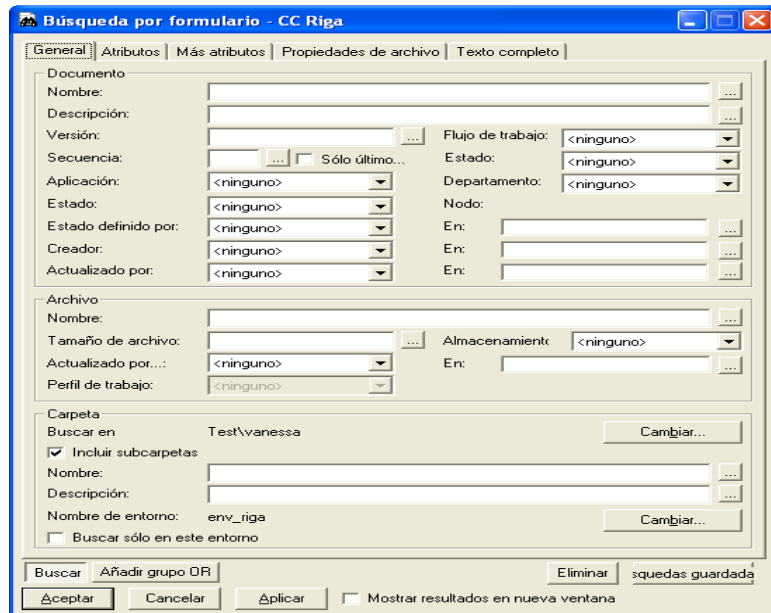 Búsqueda por formulario - CC Riga
General Atributos Más atributos Propiedades de archivo Texto completo
Documento
Nombre: ...
Descripción: ...
Versión: ... Flujo de trabajo: <ninguno>
Secuencia: ... Sólo último... Estado: <ninguno>
Aplicación: <ninguno> Departamento: <ninguno>
Estado: <ninguno> Nodo:
Estado definido por: <ninguno> En: ...
Creador: <ninguno> En: ...
Actualizado por: <ninguno> En: ...
Archivo
Nombre: ...
Tamaño de archivo: ... Almacenamient <ninguno>
Actualizado por...: <ninguno> En: ...
Perfil de trabajo: <ninguno>
Carpeta
Buscar en Test\vanessa Cambiar...
Incluir subcarpetas
Nombre: ...
Descripción: ...
Nombre de entorno: env_riga Cambiar...
Buscar sólo en este entorno
Buscar Añadir grupo OR Eliminar squedas guardada
Aceptar Cancelar Aplicar Mostrar resultados en nueva ventana